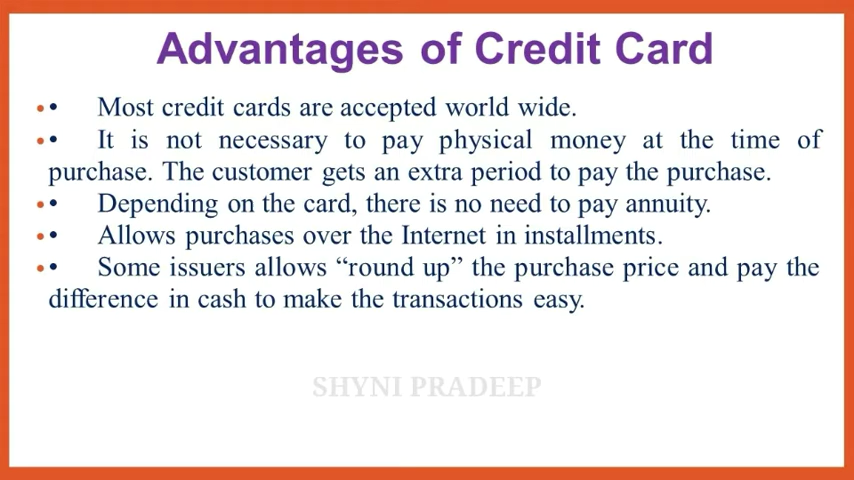 Advantages of Credit Card
• • Most credit cards are accepted world wide.
• • It is not necessary to pay physical money at the time of
purchase. The customer gets an extra period to pay the purchase.
• • Depending on the card, there is no need to pay annuity.
• • Allows purchases over the Internet in installments.
• • Some issuers allows “round up” the purchase price and pay the
difference in cash to make the transactions easy.
SHYNI PRADEEP